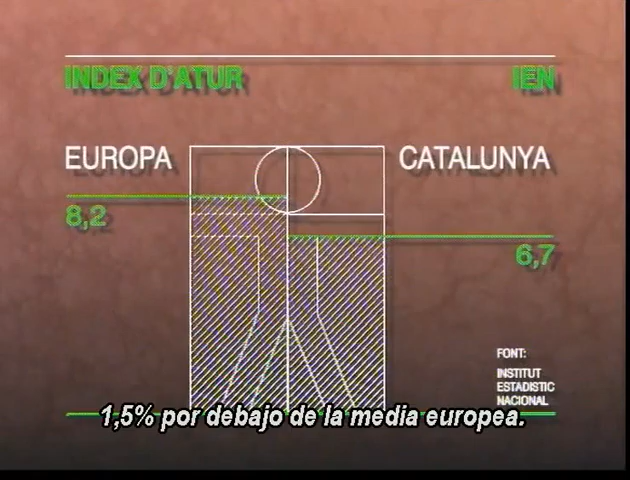 INDEX D'ATUR
IEN
EUROPA
CATALUNYA
8,2
6,7
FONT:
INSTITUT
ESTADISTIC
NACIONAL
1,5% por debajo de la media europea.